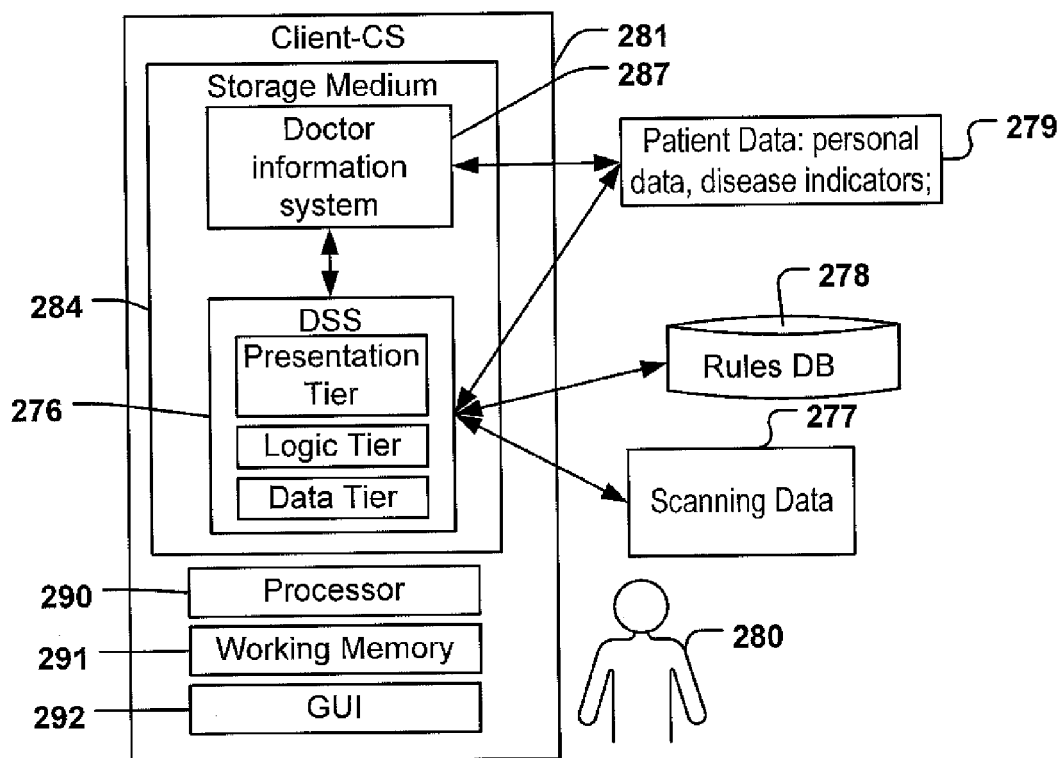 Client-CS
281
Storage Medium
287
Doctor
information
system
Patient Data: personal
data, disease indicators;
279
284
DSS
Presentation
Tier
276
Logic Tier
Data Tier
278
Rules DB
277
Scanning Data
290
Processor
291
Working Memory
292
GUI
280